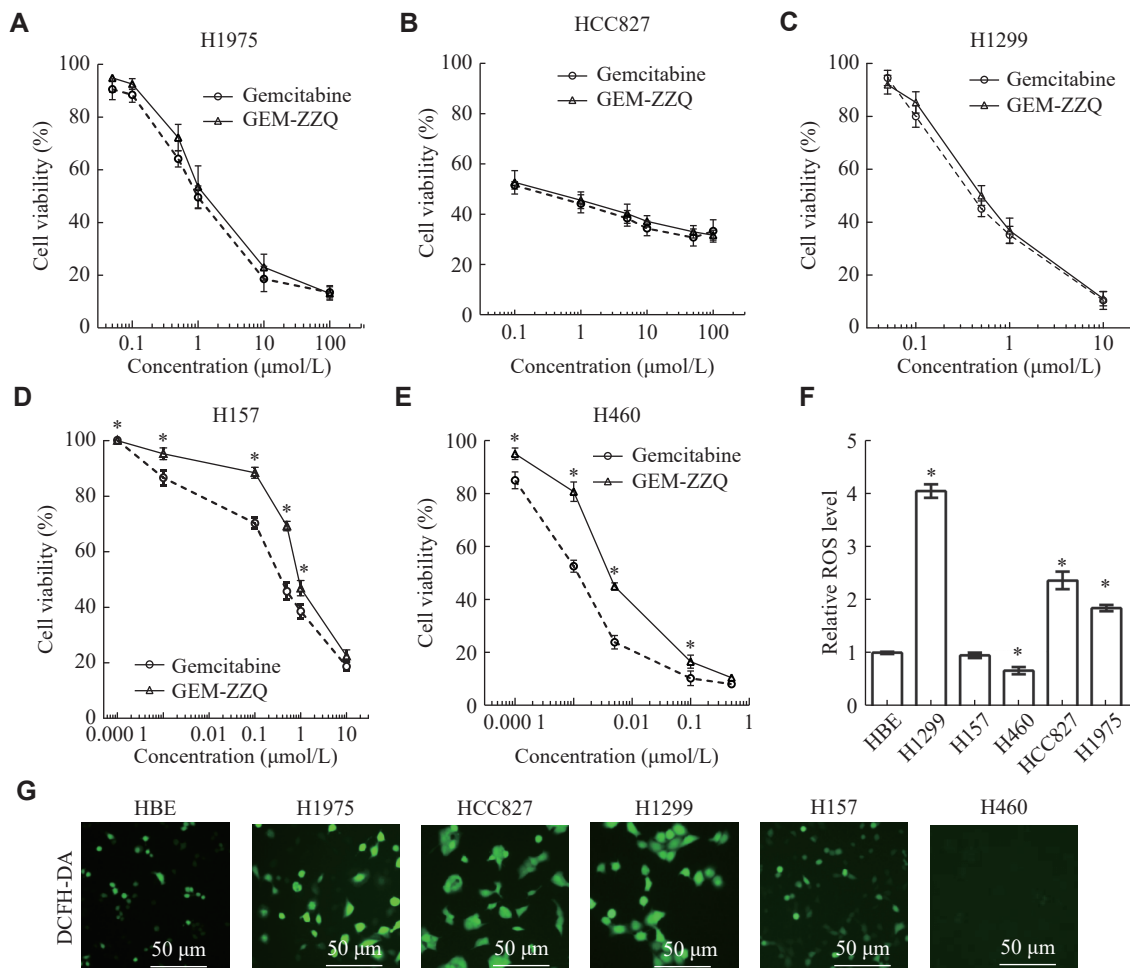 A
H1975
Cell viability (%)
100
80
60
40
20
0
Gemcitabine
GEM-ZZQ
0.1
1
10
100
Concentration (μmol/L)
B
HCC827
Cell viability (%)
100
80
60
40
20
0
Gemcitabine
GEM-ZZQ
0.1
1
10
100
Concentration (μmol/L)
C
H1299
Cell viability (%)
100
80
60
40
20
0
Gemcitabine
GEM-ZZQ
0.1
1
10
Concentration (μmol/L)
D
H157
Cell viability (%)
100
80
60
40
20
0
* * * * *
Gemcitabine
GEM-ZZQ
0.000 1
0.01
0.1
1
10
Concentration (μmol/L)
E
H460
Cell viability (%)
100
80
60
40
20
0
* * * *
Gemcitabine
GEM-ZZQ
0.000 1
0.01
0.1
1
Concentration (μmol/L)
F
Relative ROS level
5
4
2
1
0
* * * *
HBE
H1299
H157
H460
HCC827
H1975
G
DCFH-DA
HBE
H1975
HCC827
H1299
H157
H460
50 μm
50 μm
50 μm
50 μm
50 μm
50 μm